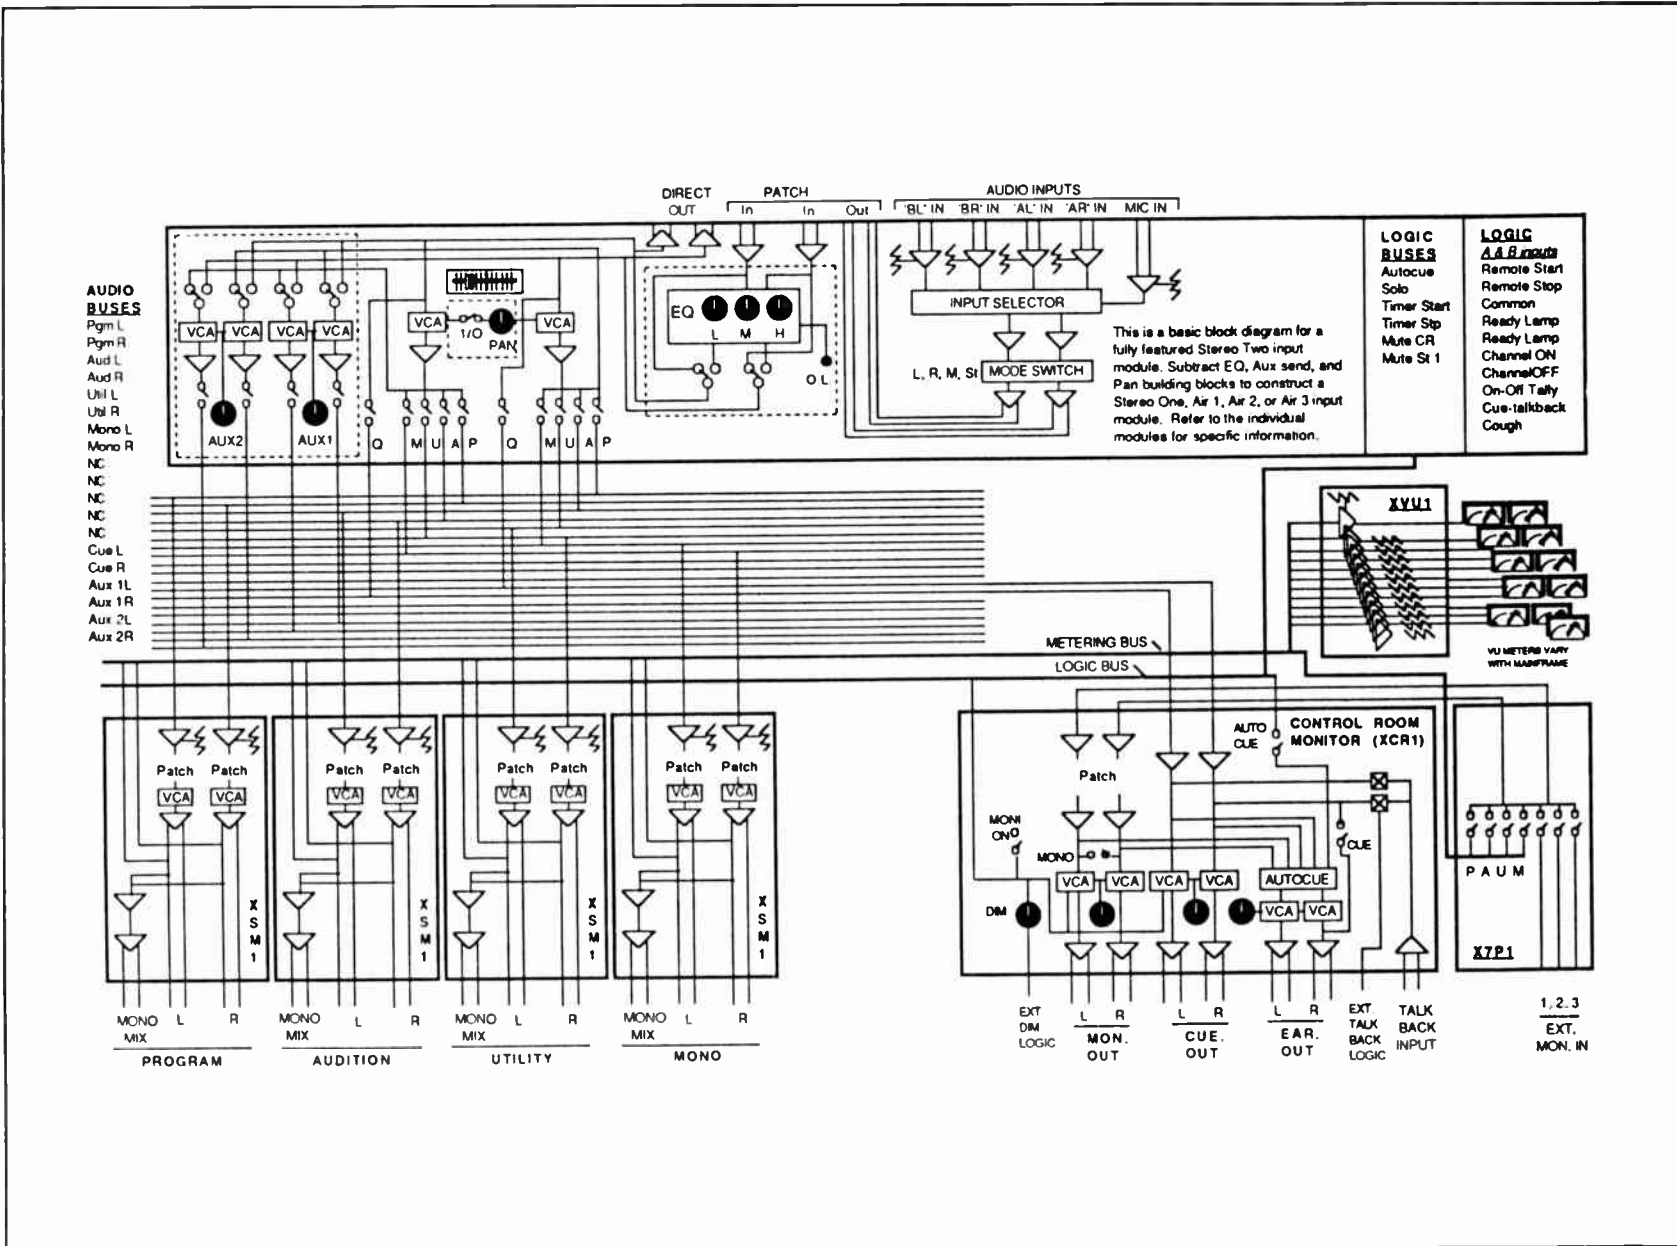 DIRECT OUT
PATCH
In In Out
AUDIO INPUTS
'BL' IN 'BR' IN 'AL' IN 'AR' IN MIC IN
AUDIO
BUSES
Pgm L
Pgm R
Aud L
Aud R
Util L
Util R
Mono L
Mono R
NC
NC
NC
NC
NC
Cue L
Cue R
Aux 1L
Aux 1R
Aux 2L
Aux 2R
VCA VCA VCA VCA
AUX2 AUX1
VCA 1/O PAN VCA
Q M U A P Q M U A P
EQ L M H
O L
INPUT SELECTOR
L, R, M, St MODE SWITCH
This is a basic block diagram for a
fully featured Stereo Two input
module. Subtract EQ, Aux send, and
Pan building blocks to construct a
Stereo One, Air 1, Air 2, or Air 3 input
module. Refer to the individual
modules for specific information.
LOGIC
BUSES
Autocue
Solo
Timer Start
Timer Stp
Mute CR
Mute St 1
LOGIC
A & B inputs
Remote Start
Remote Stop
Common
Ready Lamp
Ready Lamp
Channel ON
ChannelOFF
On-Off Tally
Cue-talkback
Cough
XVU1
VU METERS VARY
WITH MAINFRAME
METERING BUS
LOGIC BUS
Patch Patch
VCA VCA
XSM1
MONO MIX L R
PROGRAM
Patch Patch
VCA VCA
XSM1
MONO MIX L R
AUDITION
Patch Patch
VCA VCA
XSM1
MONO MIX L R
UTILITY
Patch Patch
VCA VCA
XSM1
MONO MIX L R
MONO
AUTO CUE
CONTROL ROOM
MONITOR (XCR1)
Patch
MONI ON
MONO
CUE
VCA VCA VCA VCA AUTOCUE
DIM
VCA VCA
P A U M
X7P1
EXT DIM LOGIC
L R
MON. OUT
L R
CUE. OUT
L R
EAR. OUT
EXT. TALK BACK LOGIC
TALK BACK INPUT
1, 2, 3
EXT. MON. IN